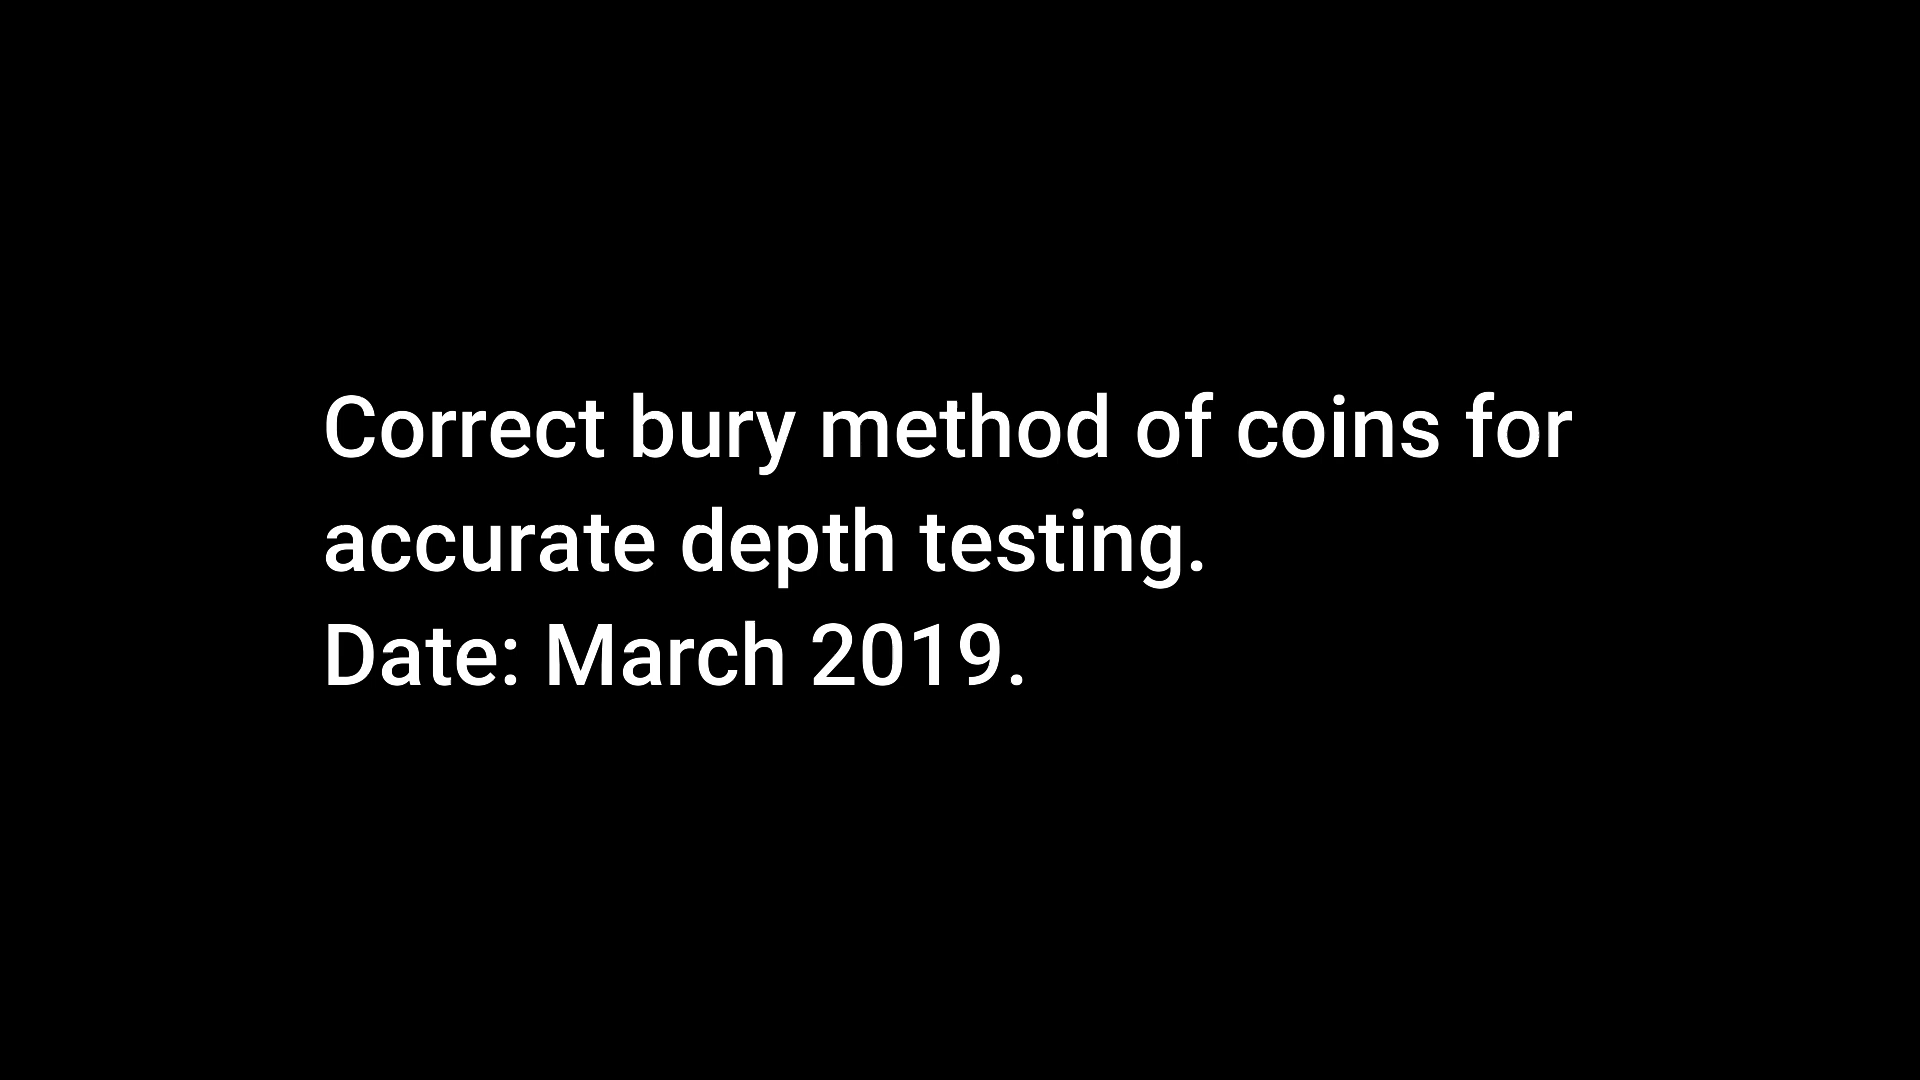 Correct bury method of coins for
accurate depth testing.
Date: March 2019.